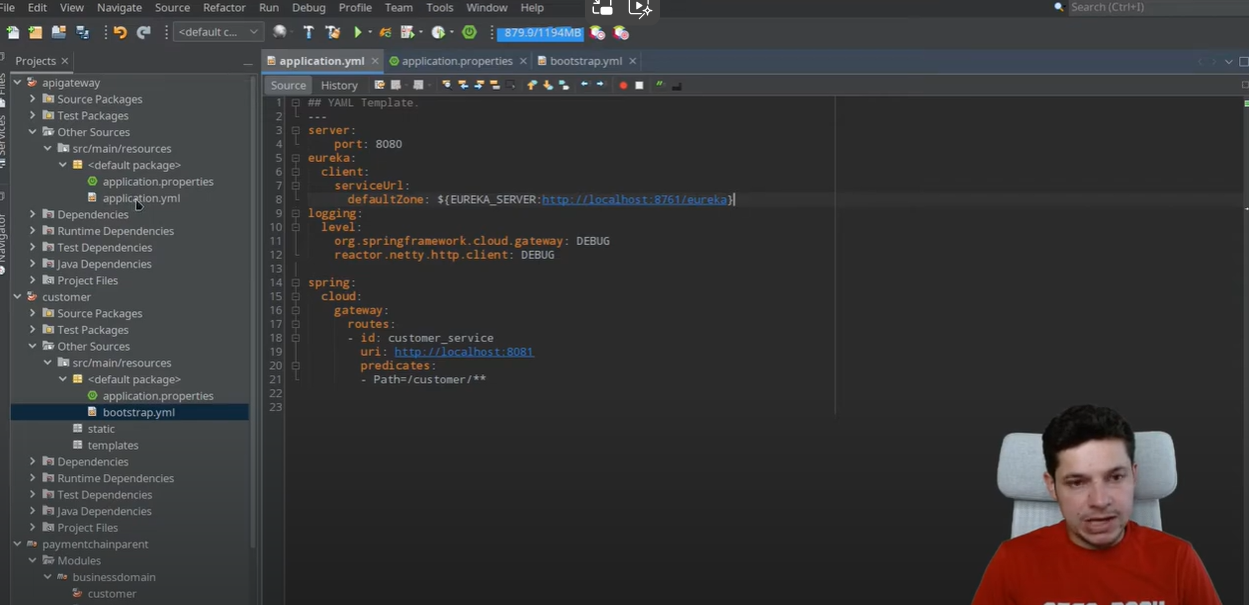 File Edit View Navigate Source Refactor Run Debug Profile Team Tools Window Help
Search (Ctrl+I)
<default c...
879.9/1194MB
Projects
application.yml application.properties bootstrap.yml
Source History
apigateway
Source Packages
Test Packages
Other Sources
src/main/resources
<default package>
application.properties
application.yml
Dependencies
Runtime Dependencies
Test Dependencies
Java Dependencies
Project Files
customer
Source Packages
Test Packages
Other Sources
src/main/resources
<default package>
application.properties
bootstrap.yml
static
templates
Dependencies
Runtime Dependencies
Test Dependencies
Java Dependencies
Project Files
paymentchainparent
Modules
businessdomain
customer
1 ## YAML Template.
2 ---
3 server:
4 port: 8080
5 eureka:
6 client:
7 serviceUrl:
8 defaultZone: ${EUREKA_SERVER:http://localhost:8761/eureka}
9 logging:
10 level:
11 org.springframework.cloud.gateway: DEBUG
12 reactor.netty.http.client: DEBUG
13
14 spring:
15 cloud:
16 gateway:
17 routes:
18 - id: customer_service
19 uri: http://localhost:8081
20 predicates:
21 - Path=/customer/**
22
23